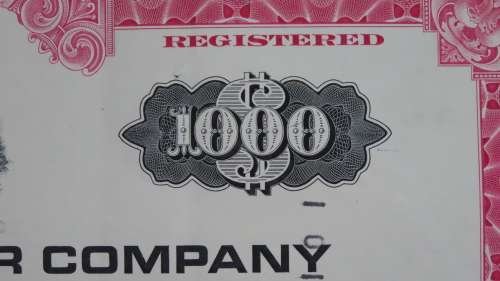 REGISTERED
$1000
R COMPANY